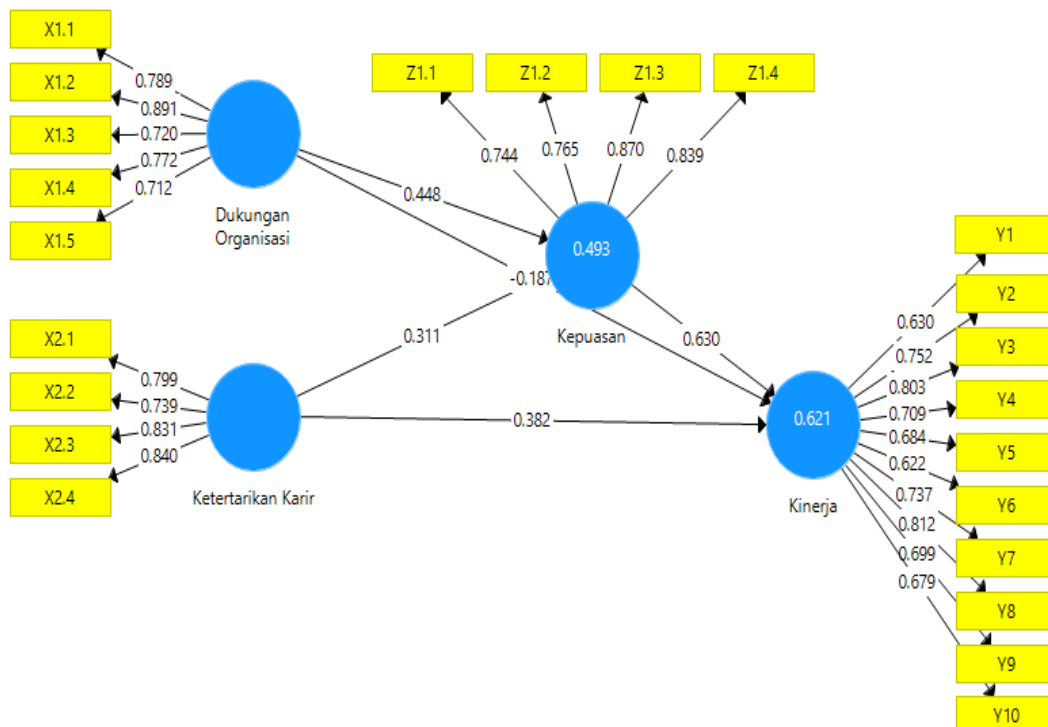 X1.1
X1.2
X1.3
X1.4
X1.5
0.789
0.891
0.720
0.772
0.712
Dukungan
Organisasi
Z1.1
Z1.2
Z1.3
Z1.4
0.744
0.765
0.870
0.839
0.448
-0.187
0.311
0.493
Kepuasan
0.630
X2.1
X2.2
X2.3
X2.4
0.799
0.739
0.831
0.840
Ketertarikan Karir
0.382
0.621
Kinerja
0.630
0.752
0.803
0.709
0.684
0.622
0.737
0.812
0.699
0.679
Y1
Y2
Y3
Y4
Y5
Y6
Y7
Y8
Y9
Y10